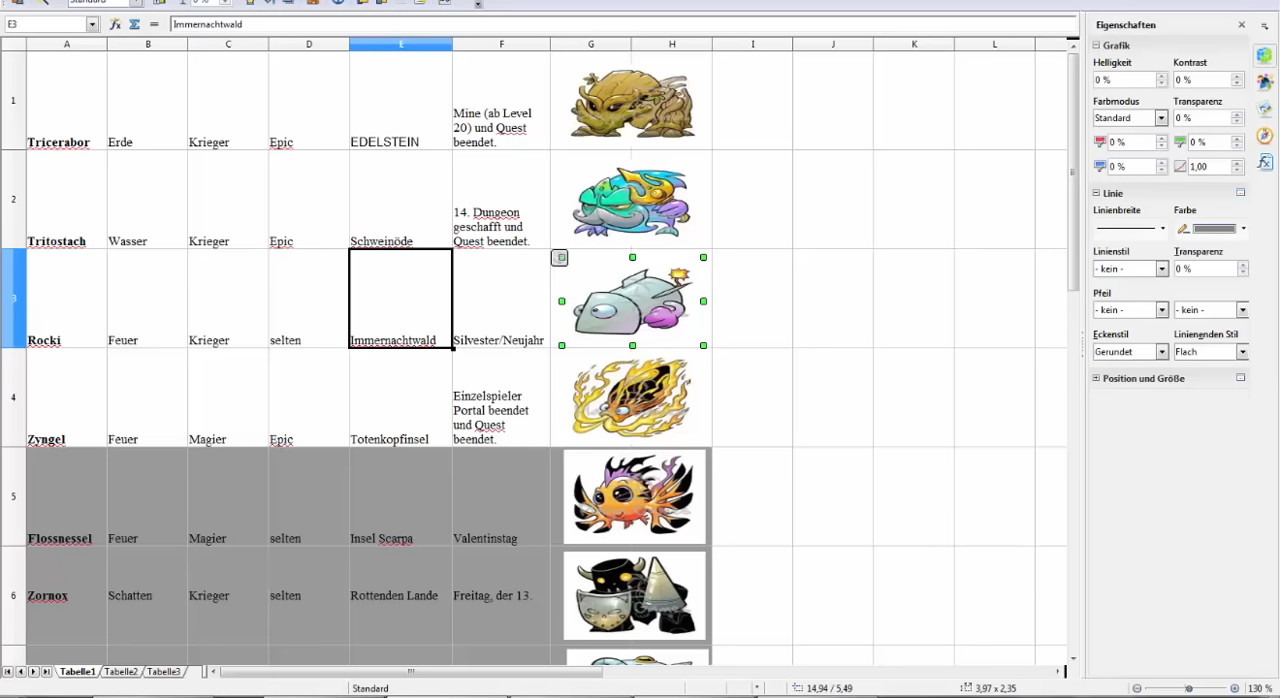 Standard
0 %
E3
Immernachtwald
Eigenschaften
A B C D E F G H I J K L
Grafik
Helligkeit Kontrast
0 % 0 %
Farbmodus Transparenz
Standard 0 %
0 % 0 %
0 % 1,00
Linie
Linienbreite Farbe
Linienstil Transparenz
- kein - 0 %
Pfeil
- kein - - kein -
Eckenstil Linienenden Stil
Gerundet Flach
Position und Größe
1
Tricerabor Erde Krieger Epic EDELSTEIN
Mine (ab Level
20) und Quest
beendet.
2
Tritostach Wasser Krieger Epic Schweinöde
14. Dungeon
geschafft und
Quest beendet.
3
Rocki Feuer Krieger selten Immernachtwald Silvester/Neujahr
4
Zyngel Feuer Magier Epic Totenkopfinsel
Einzelspieler
Portal beendet
und Quest
beendet.
5
Flossnessel Feuer Magier selten Insel Scarpa Valentinstag
6
Zornox Schatten Krieger selten Rottenden Lande Freitag, der 13.
Tabelle1 Tabelle2 Tabelle3
Standard * 14,94 / 5,49 3,97 x 2,35 130 %